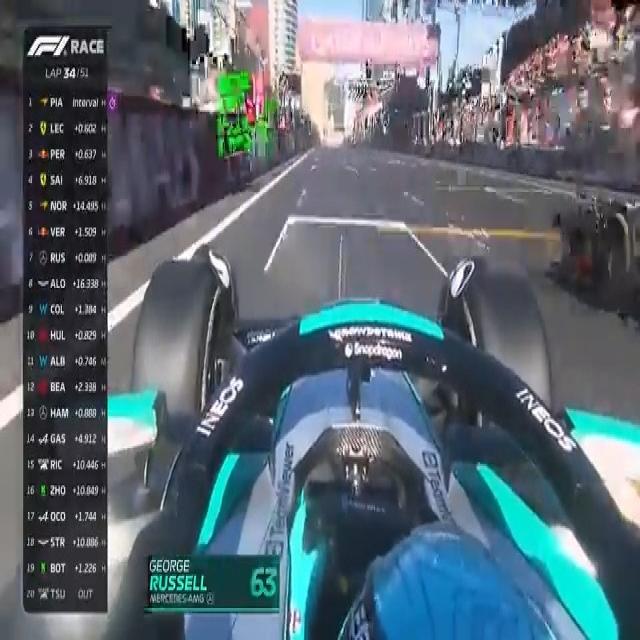 F1 RACE
LAP 34/51
1 PIA Interval
2 LEC +0.602 H
3 PER +0.637 H
4 SAI +6.918 H
5 NOR +14.495 H
6 VER +1.509 H
7 RUS +0.089 H
8 ALO +16.338 H
9 COL +1.384 H
10 HUL +0.829 H
11 ALB +0.746 M
12 BEA +2.338 H
13 HAM +0.888 H
14 GAS +4.912 H
15 RIC +10.446 H
16 ZHO +10.849 H
17 OCO +1.744 H
18 STR +10.886 H
19 BOT +1.226 H
20 TSU OUT
CROWDSTRIKE
Snapdragon
INEOS
INEOS
TeamViewer
GEORGE
RUSSELL 63
MERCEDES-AMG